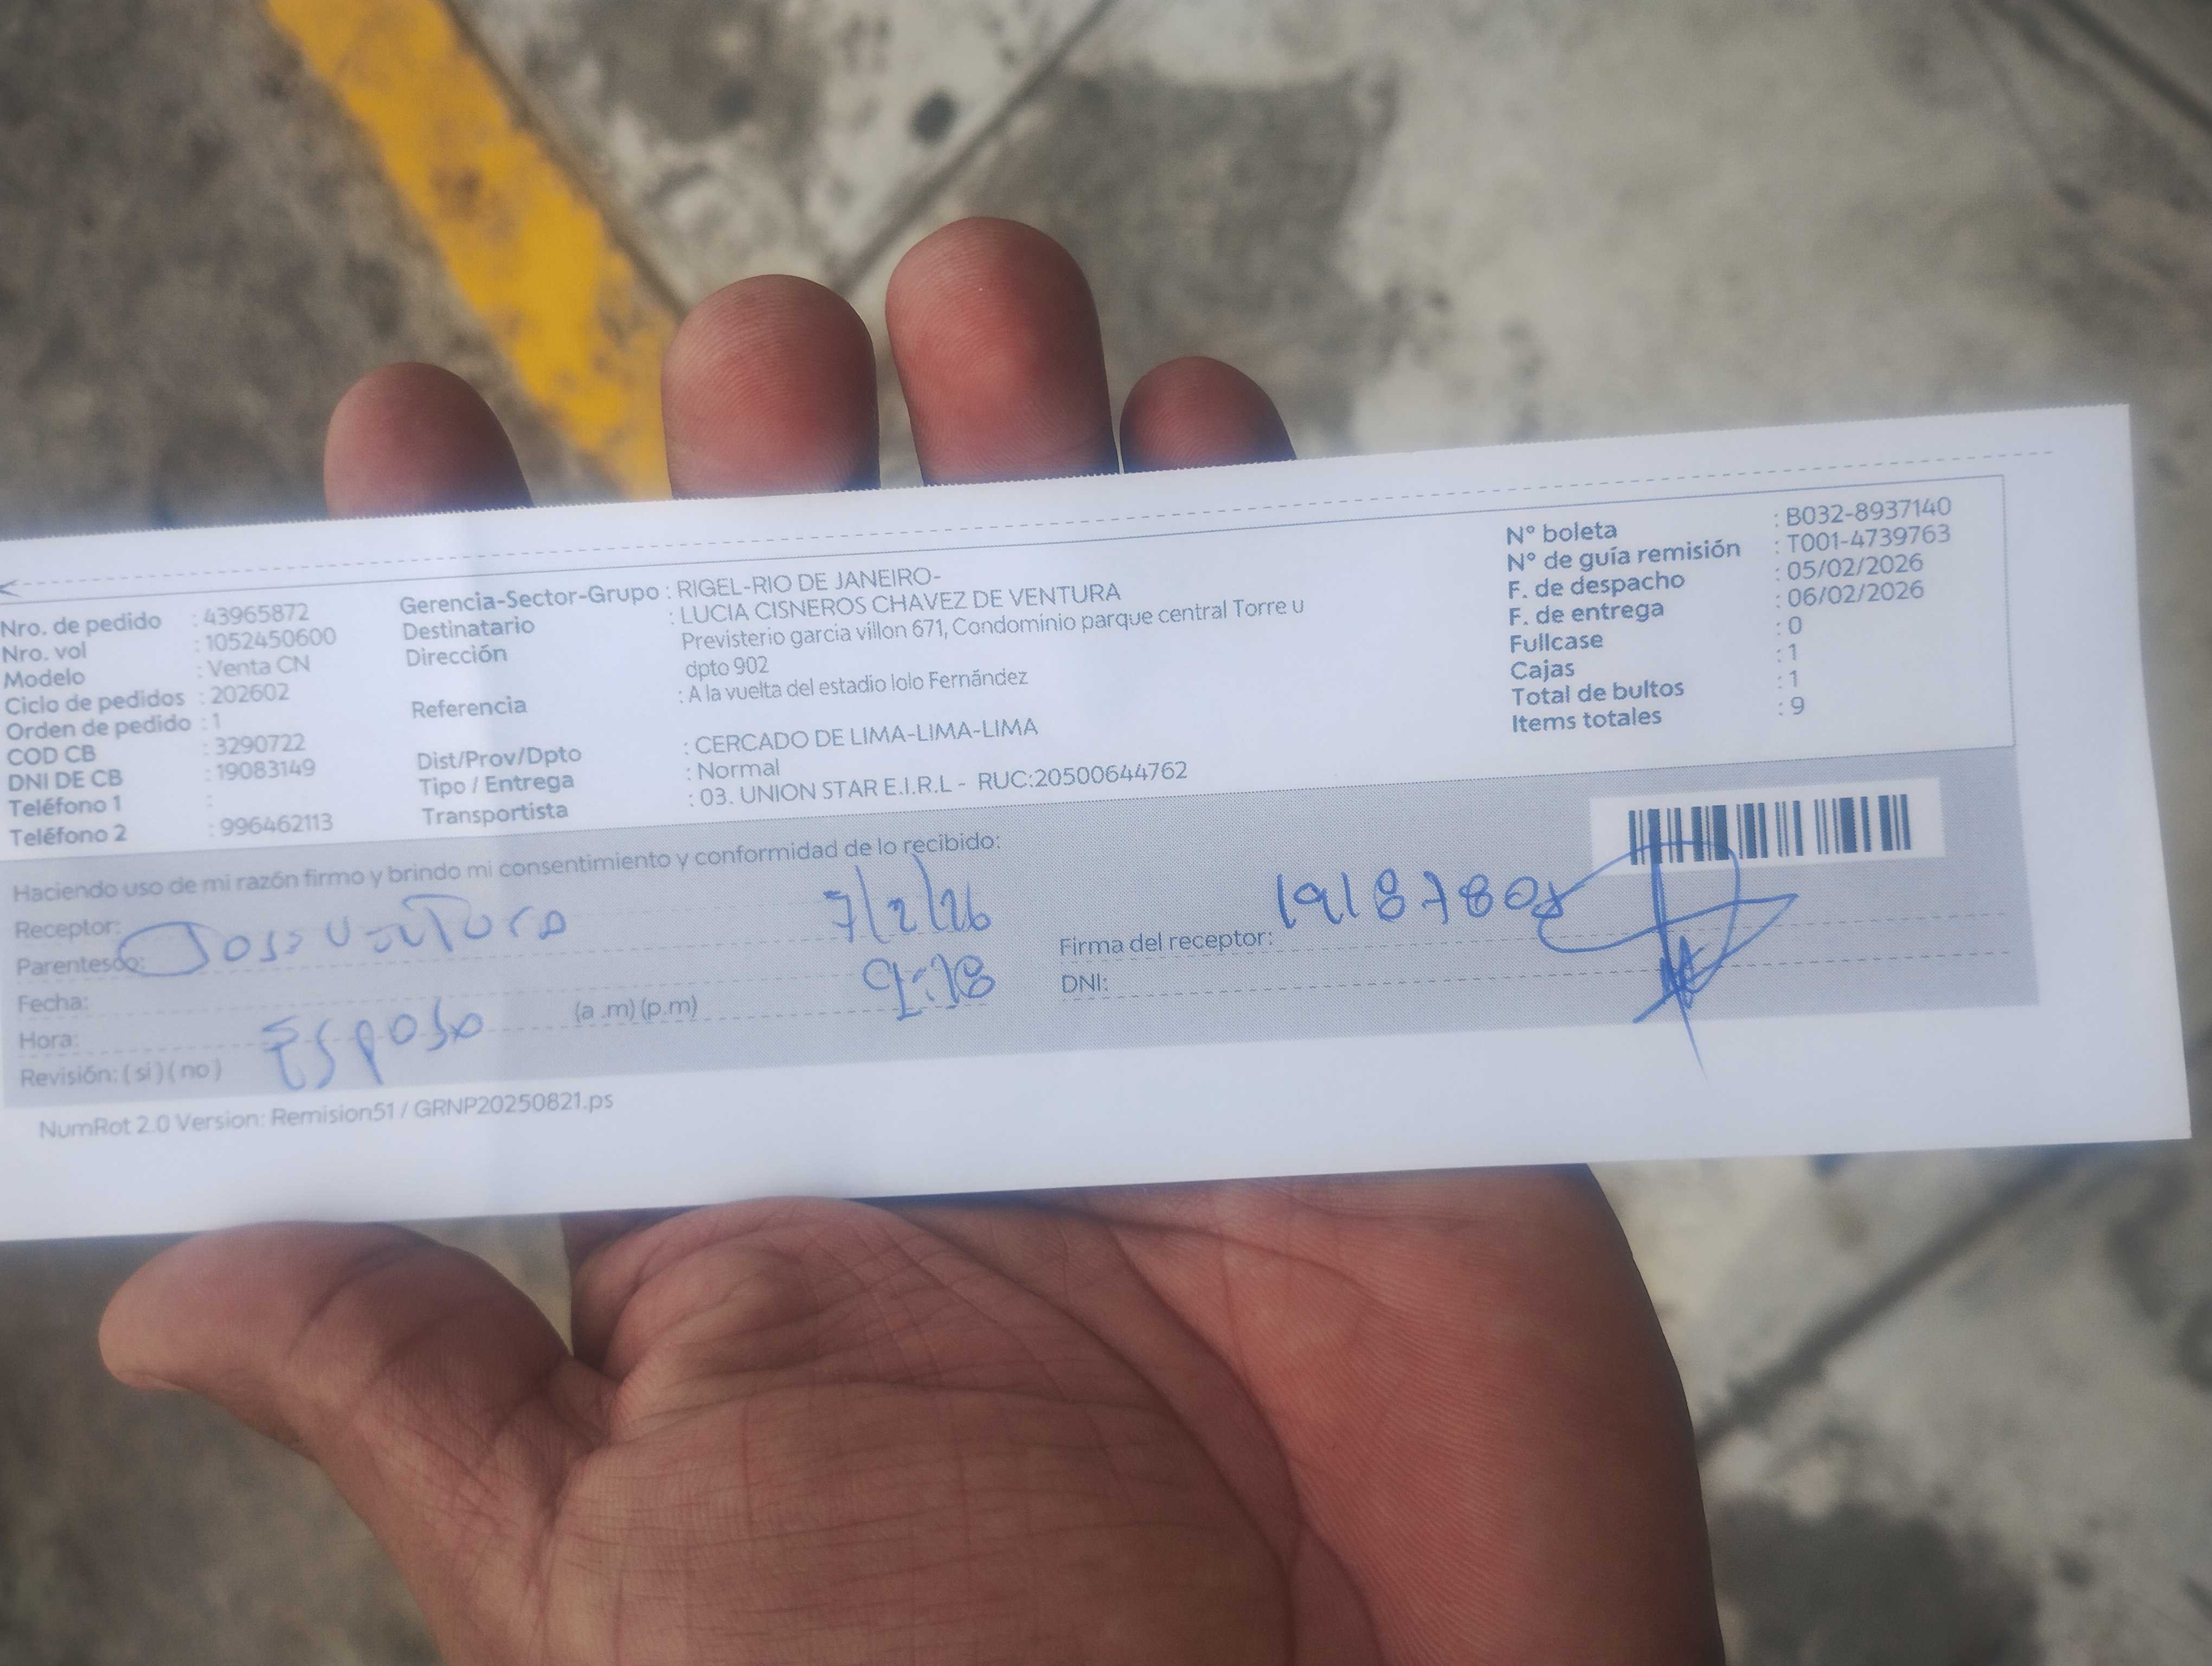 Nro. de pedido : 43965872
Nro. vol : 1052450600
Modelo : Venta CN
Ciclo de pedidos : 202602
Orden de pedido : 1
COD CB : 3290722
DNI DE CB : 19083149
Teléfono 1 :
Teléfono 2 : 996462113
Gerencia-Sector-Grupo : RIGEL-RIO DE JANEIRO-
Destinatario : LUCIA CISNEROS CHAVEZ DE VENTURA
Dirección Previsterio garcia villon 671, Condominio parque central Torre u
dpto 902
Referencia : A la vuelta del estadio lolo Fernández
Dist/Prov/Dpto : CERCADO DE LIMA-LIMA-LIMA
Tipo / Entrega : Normal
Transportista : 03. UNION STAR E.I.R.L - RUC:20500644762
N° boleta : B032-8937140
N° de guía remisión : T001-4739763
F. de despacho : 05/02/2026
F. de entrega : 06/02/2026
Fullcase : 0
Cajas : 1
Total de bultos : 1
Items totales : 9
Haciendo uso de mi razón firmo y brindo mi consentimiento y conformidad de lo recibido:
Receptor:
Parentesco:
7/2/26
Fecha:
Hora: (a .m) (p.m) 9:18
Esposo
Revisión: ( si ) ( no )
Firma del receptor:
DNI:
NumRot 2.0 Version: Remision51 / GRNP20250821.ps